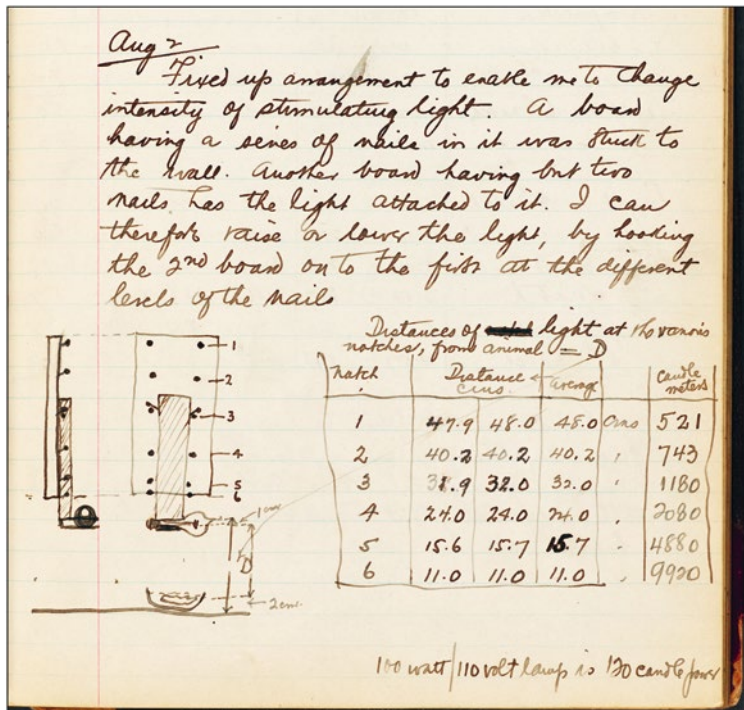 Aug 2
Fixed up arrangement to enable me to change
intensity of stimulating light. A board
having a series of nails in it was stuck to
the wall. Another board having but two
nails has the light attached to it. I can
therefore raise or lower the light, by hooking
the 2nd board on to the first at the different
levels of the nails
Distances of light at the various
notches, from animal = D
Notch Distance cms. average candle meters
1 47.9 48.0 48.0 cms 521
2 40.2 40.2 40.2 " 743
3 31.9 32.0 32.0 " 1180
4 24.0 24.0 24.0 " 2080
5 15.6 15.7 15.7 " 4880
6 11.0 11.0 11.0 " 9920
1
2
3
4
5
6
1 cm
D
2 cm.
100 watt/110 volt lamp is 120 candle power